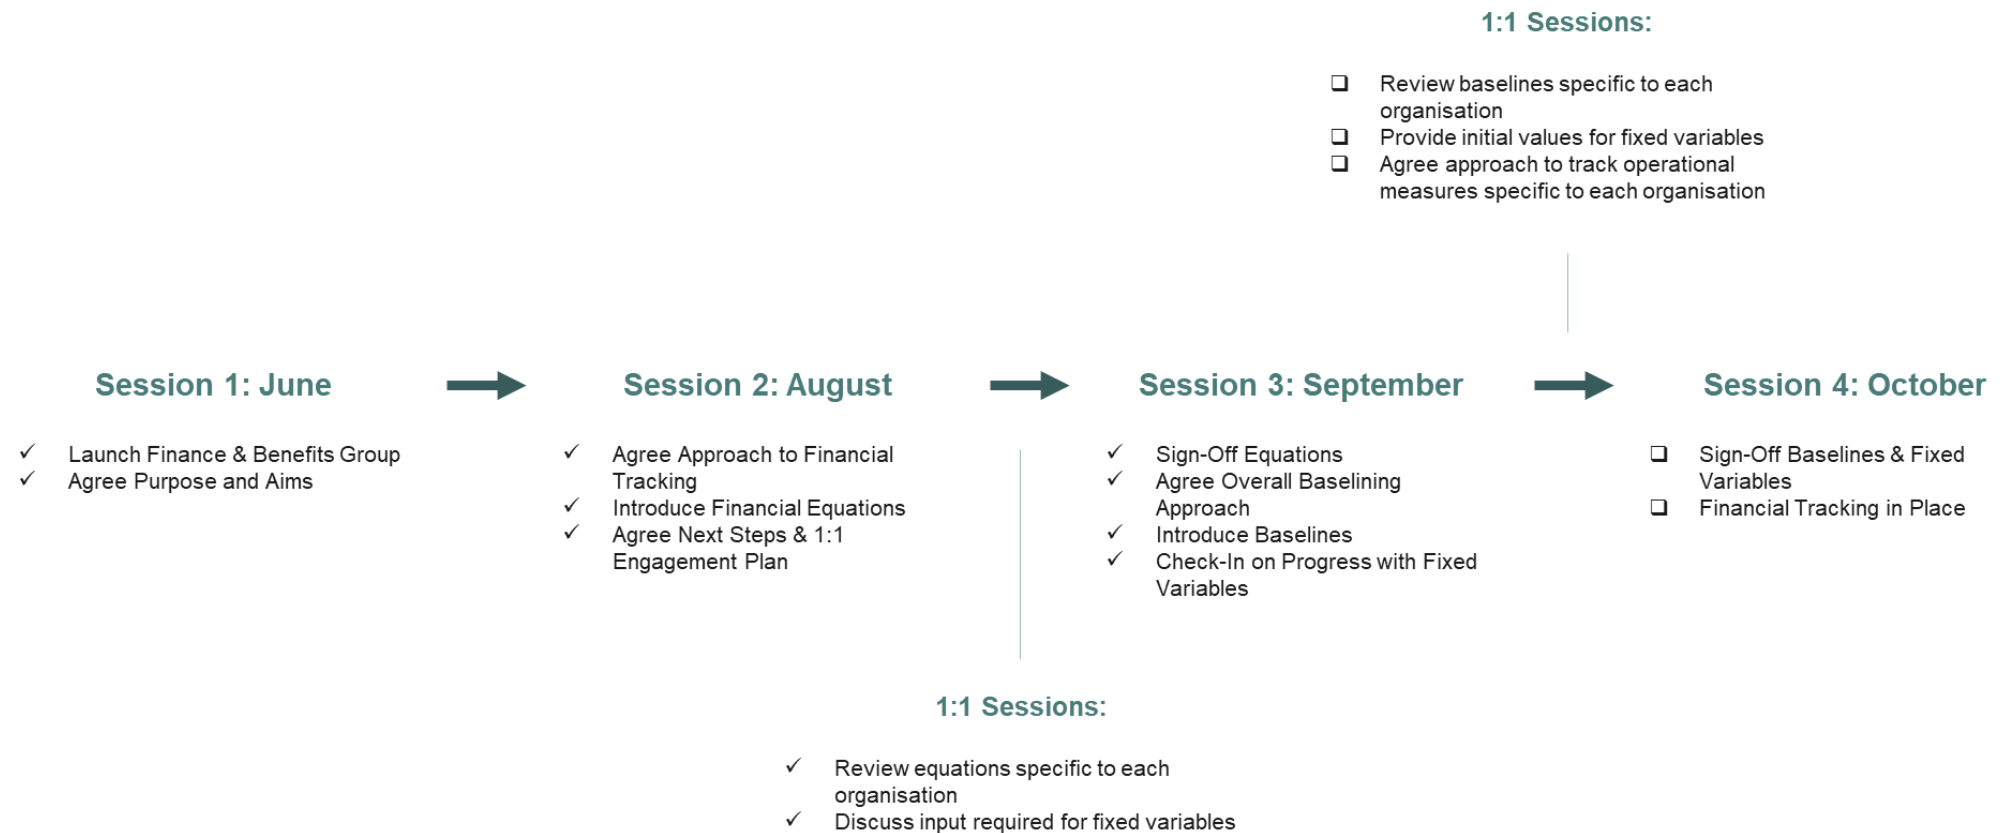 1:1 Sessions:
Review baselines specific to each
organisation
Provide initial values for fixed variables
Agree approach to track operational
measures specific to each organisation
Session 1: June
Launch Finance & Benefits Group
Agree Purpose and Aims
Session 2: August
Agree Approach to Financial
Tracking
Introduce Financial Equations
Agree Next Steps & 1:1
Engagement Plan
Session 3: September
Sign-Off Equations
Agree Overall Baselining
Approach
Introduce Baselines
Check-In on Progress with Fixed
Variables
Session 4: October
Sign-Off Baselines & Fixed
Variables
Financial Tracking in Place
1:1 Sessions:
Review equations specific to each
organisation
Discuss input required for fixed variables